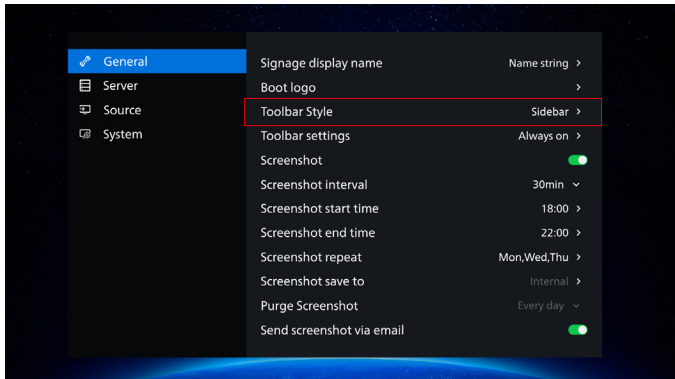 General
Server
Source
System
Signage display name Name string >
Boot logo >
Toolbar Style Sidebar >
Toolbar settings Always on >
Screenshot
Screenshot interval 30min
Screenshot start time 18:00 >
Screenshot end time 22:00 >
Screenshot repeat Mon,Wed,Thu >
Screenshot save to Internal >
Purge Screenshot Every day
Send screenshot via email